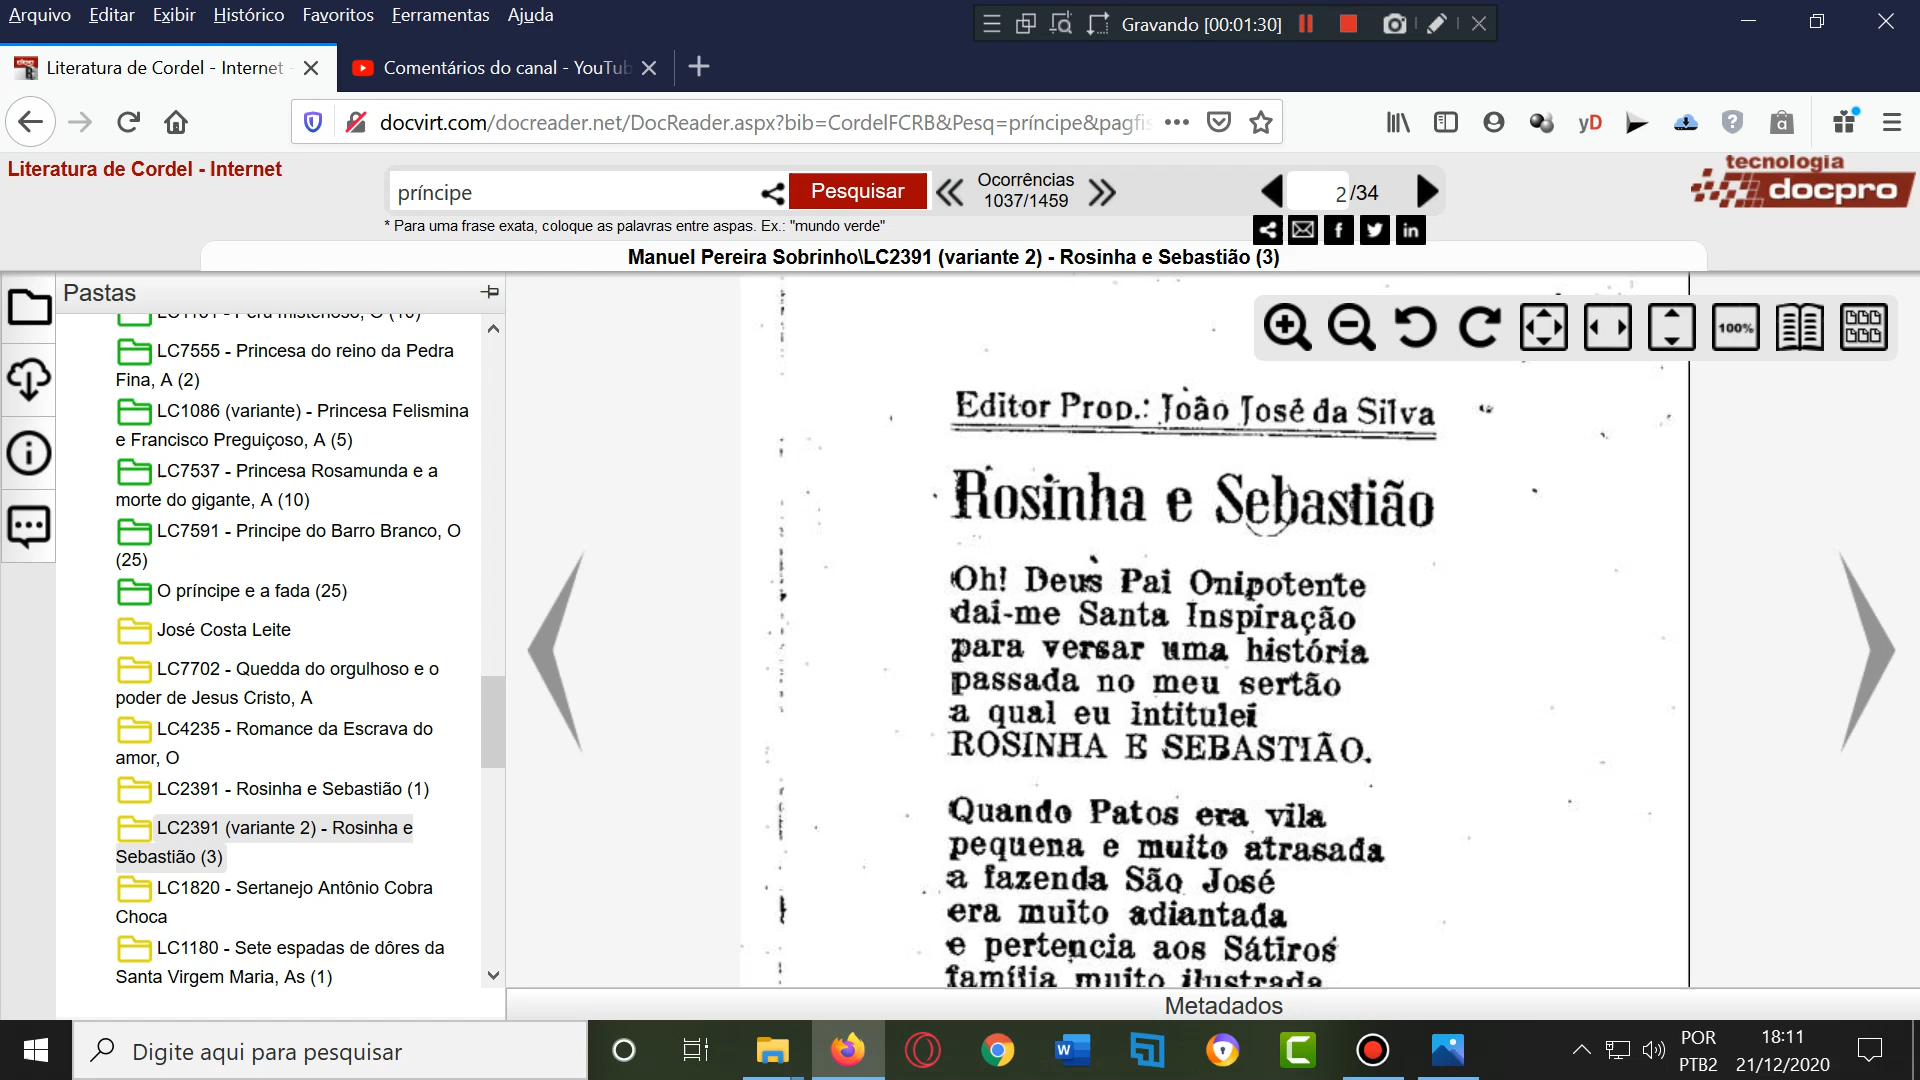 Arquivo Editar Exibir Histórico Favoritos Ferramentas Ajuda
Gravando [00:01:30]
Literatura de Cordel - Internet -
Comentários do canal - YouTub
docvirt.com/docreader.net/DocReader.aspx?bib=CordelFCRB&Pesq=príncipe&pagfis
yD
Literatura de Cordel - Internet
príncipe
Pesquisar
Ocorrências
1037/1459
2/34
tecnologia
docpro
* Para uma frase exata, coloque as palavras entre aspas. Ex.: "mundo verde"
Manuel Pereira Sobrinho\LC2391 (variante 2) - Rosinha e Sebastião (3)
Pastas
LC7555 - Princesa do reino da Pedra
Fina, A (2)
LC1086 (variante) - Princesa Felismina
e Francisco Preguiçoso, A (5)
LC7537 - Princesa Rosamunda e a
morte do gigante, A (10)
LC7591 - Principe do Barro Branco, O
(25)
O príncipe e a fada (25)
José Costa Leite
LC7702 - Quedda do orgulhoso e o
poder de Jesus Cristo, A
LC4235 - Romance da Escrava do
amor, O
LC2391 - Rosinha e Sebastião (1)
LC2391 (variante 2) - Rosinha e
Sebastião (3)
LC1820 - Sertanejo Antônio Cobra
Choca
LC1180 - Sete espadas de dôres da
Santa Virgem Maria, As (1)
100%
Editor Prop.: João José da Silva
Rosinha e Sebastião
Oh! Deus Pai Onipotente
dai-me Santa Inspiração
para versar uma história
passada no meu sertão
a qual eu intitulei
ROSINHA E SEBASTIÃO.
Quando Patos era vila
pequena e muito atrasada
a fazenda São José
era muito adiantada
e pertencia aos Sátiros
família muito ilustrada
Metadados
Digite aqui para pesquisar
POR
PTB2
18:11
21/12/2020